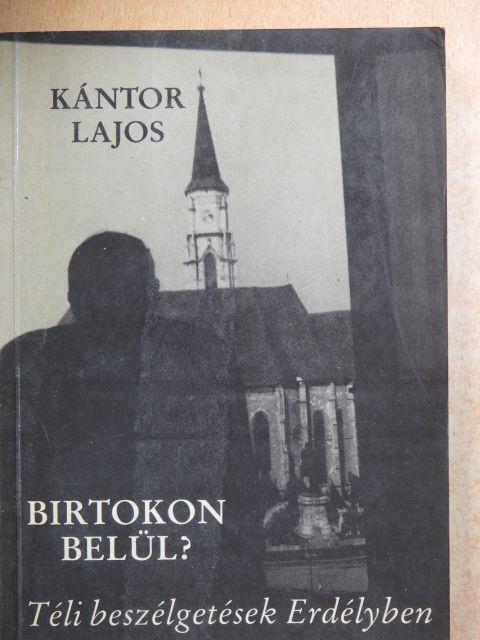 KÁNTOR
LAJOS
BIRTOKON
BELÜL?
Téli beszélgetések Erdélyben